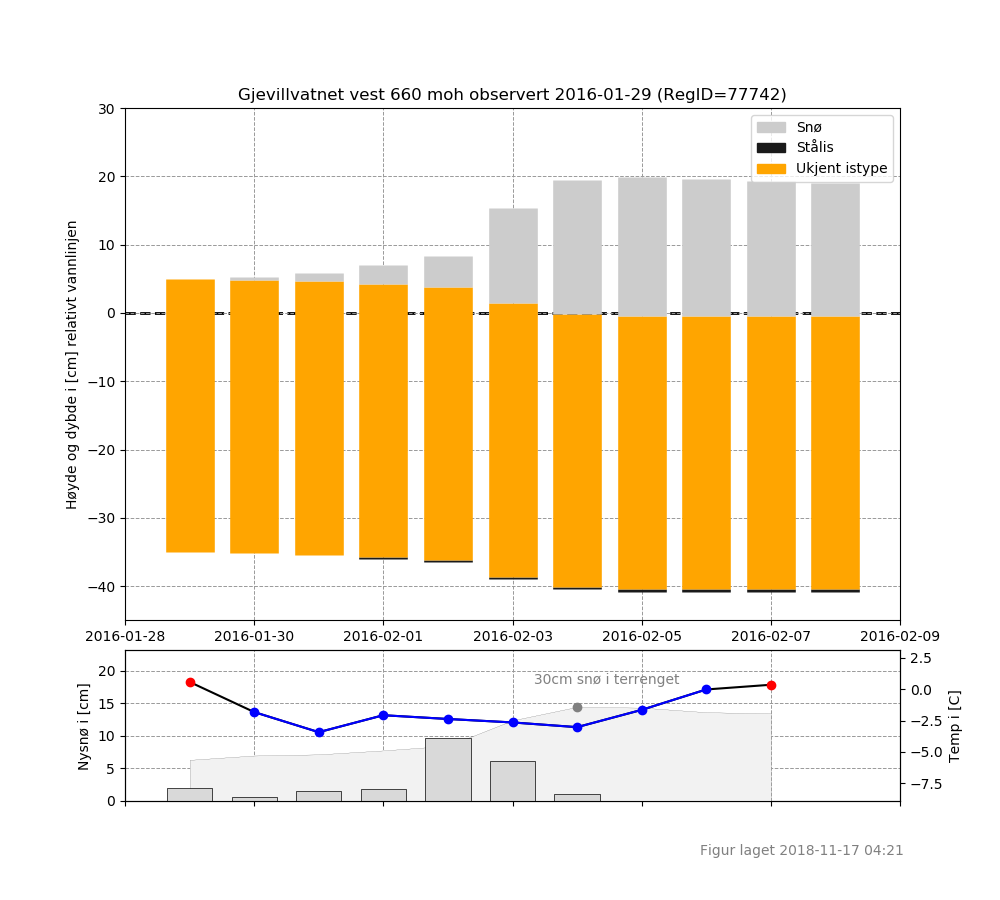 Gjevillvatnet vest 660 moh observert 2016-01-29 (RegID=77742)
Høyde og dybde i [cm] relativt vannlinjen
30
20
10
0
−10
−20
−30
−40
Snø
Stålis
Ukjent istype
2016-01-28 2016-01-30 2016-02-01 2016-02-03 2016-02-05 2016-02-07 2016-02-09
Nysnø i [cm]
20
15
10
5
0
30cm snø i terrenget
2.5
0.0
−2.5
−5.0
−7.5
Temp i [C]
Figur laget 2018-11-17 04:21